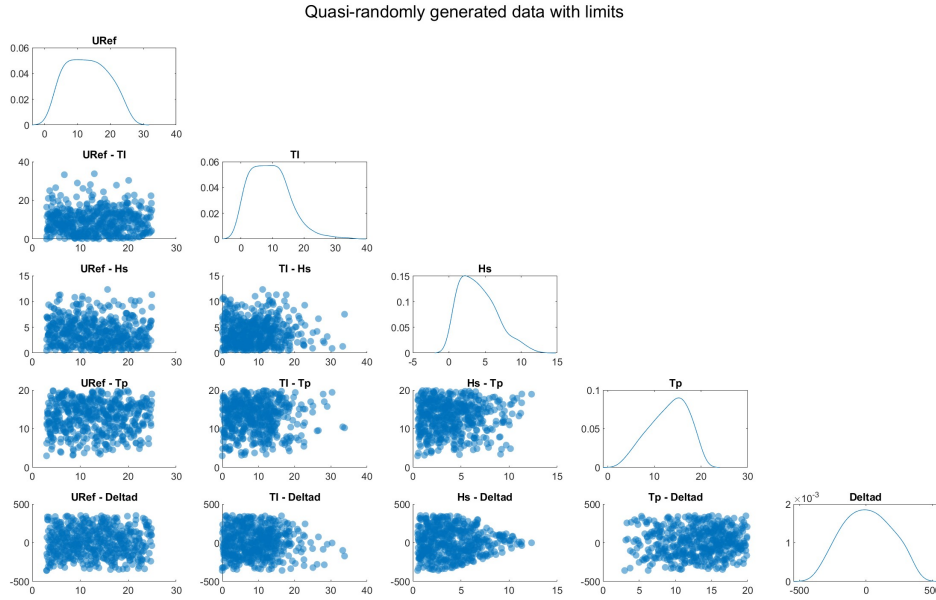 Quasi-randomly generated data with limits
URef
0.06
0.04
0.02
0
0 10 20 30 40
URef - TI
40
20
0
0 10 20 30
TI
0.06
0.04
0.02
0
0 10 20 30 40
URef - Hs
15
10
5
0
0 10 20 30
TI - Hs
15
10
5
0
0 10 20 30 40
Hs
0.15
0.1
0.05
0
-5 0 5 10 15
URef - Tp
20
10
0
0 10 20 30
TI - Tp
20
10
0
0 10 20 30 40
Hs - Tp
20
10
0
0 5 10 15
Tp
0.1
0.05
0
0 10 20 30
URef - Deltad
500
0
-500
0 10 20 30
TI - Deltad
500
0
-500
0 10 20 30 40
Hs - Deltad
500
0
-500
0 5 10 15
Tp - Deltad
500
0
-500
0 5 10 15 20
Deltad
×10-3
2
1
0
-500 0 500